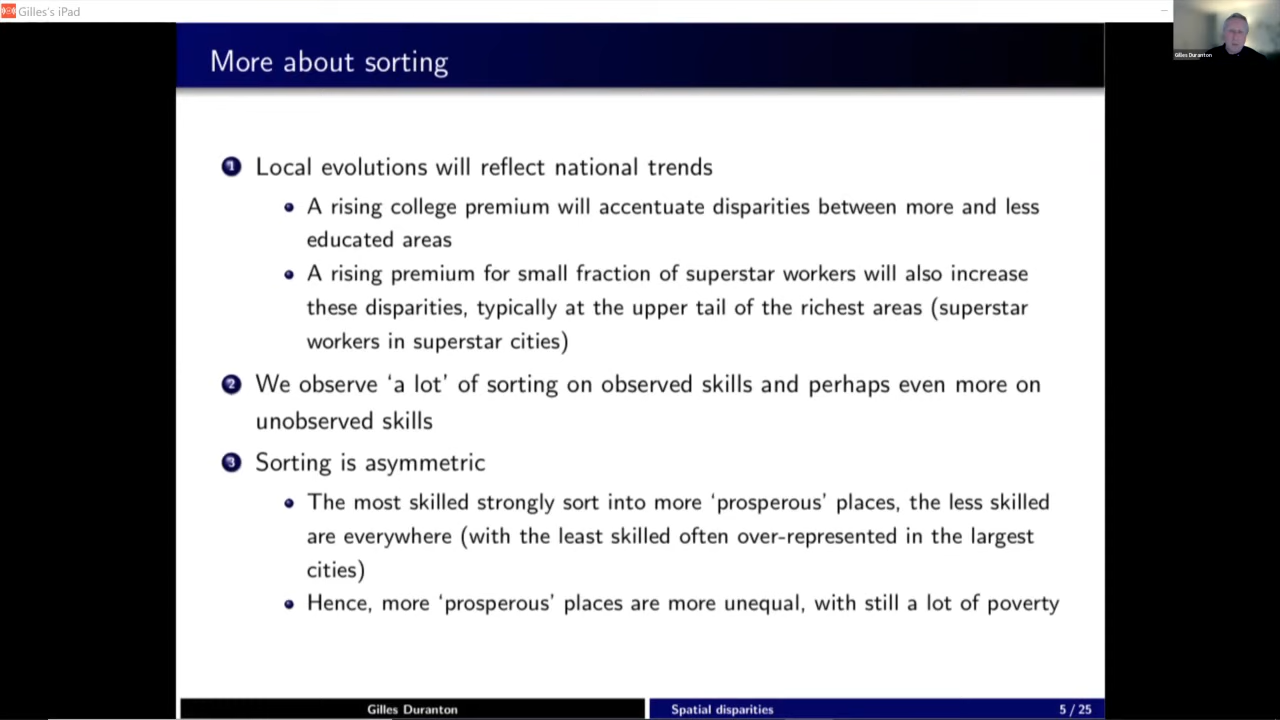 Gilles's iPad
Gilles Duranton
More about sorting
1 Local evolutions will reflect national trends
A rising college premium will accentuate disparities between more and less
educated areas
A rising premium for small fraction of superstar workers will also increase
these disparities, typically at the upper tail of the richest areas (superstar
workers in superstar cities)
2 We observe ‘a lot’ of sorting on observed skills and perhaps even more on
unobserved skills
3 Sorting is asymmetric
The most skilled strongly sort into more ‘prosperous’ places, the less skilled
are everywhere (with the least skilled often over-represented in the largest
cities)
Hence, more ‘prosperous’ places are more unequal, with still a lot of poverty
Gilles Duranton
Spatial disparities
5 / 25